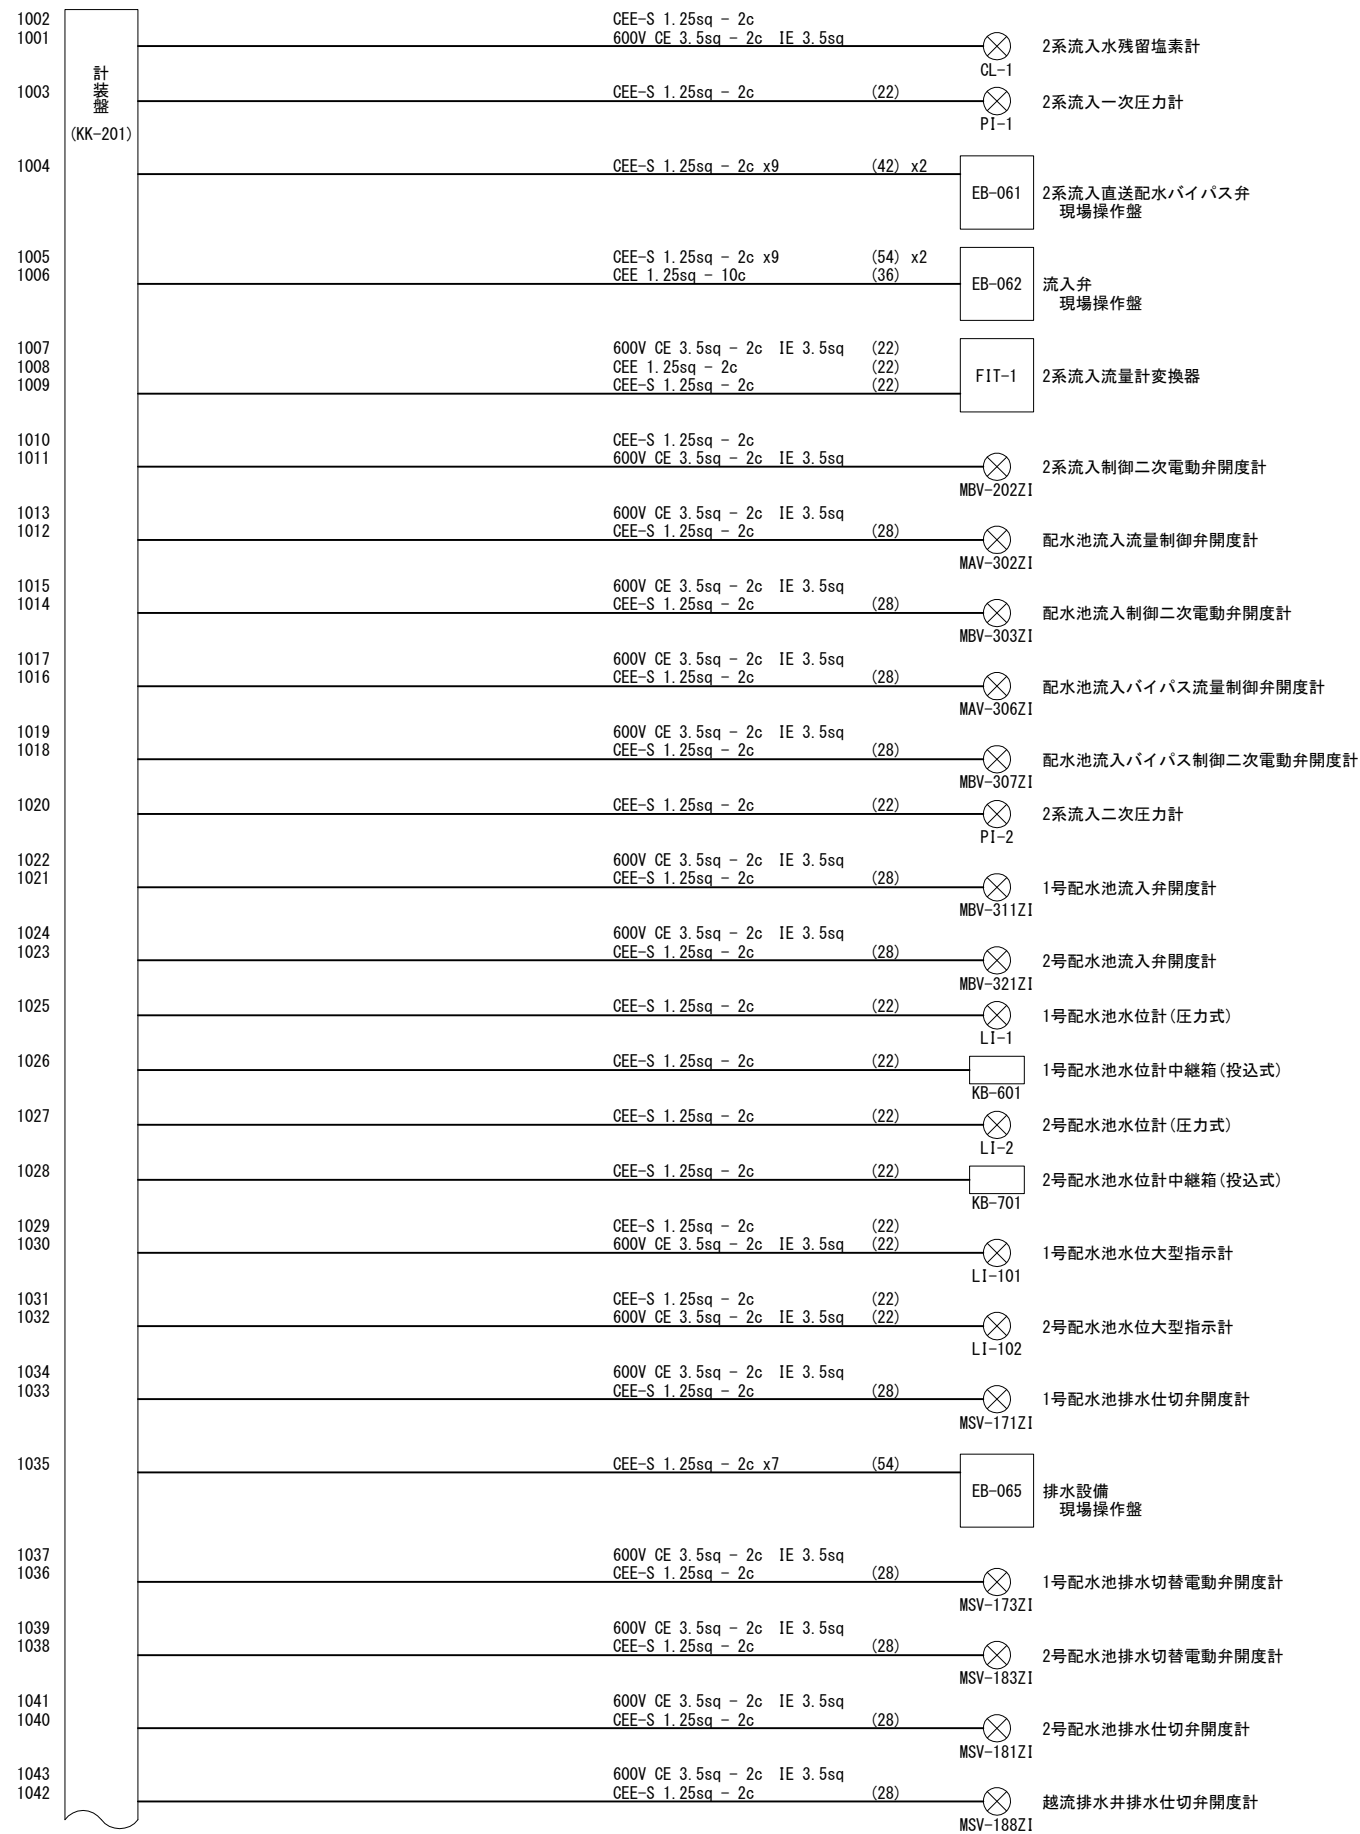 計装盤
(KK-201)
1002 CEE-S 1.25sq - 2c
1001 600V CE 3.5sq - 2c IE 3.5sq 2系流入水残留塩素計
CL-1
1003 CEE-S 1.25sq - 2c (22) 2系流入一次圧力計
PI-1
1004 CEE-S 1.25sq - 2c x9 (42) x2
EB-061 2系流入直送配水バイパス弁
現場操作盤
1005 CEE-S 1.25sq - 2c x9 (54) x2
1006 CEE 1.25sq - 10c (36)
EB-062 流入弁
現場操作盤
1007 600V CE 3.5sq - 2c IE 3.5sq (22)
1008 CEE 1.25sq - 2c (22)
1009 CEE-S 1.25sq - 2c (22)
FIT-1 2系流入流量計変換器
1010 CEE-S 1.25sq - 2c
1011 600V CE 3.5sq - 2c IE 3.5sq 2系流入制御二次電動弁開度計
MBV-202ZI
1013 600V CE 3.5sq - 2c IE 3.5sq
1012 CEE-S 1.25sq - 2c (28) 配水池流入流量制御弁開度計
MAV-302ZI
1015 600V CE 3.5sq - 2c IE 3.5sq
1014 CEE-S 1.25sq - 2c (28) 配水池流入制御二次電動弁開度計
MBV-303ZI
1017 600V CE 3.5sq - 2c IE 3.5sq
1016 CEE-S 1.25sq - 2c (28) 配水池流入バイパス流量制御弁開度計
MAV-306ZI
1019 600V CE 3.5sq - 2c IE 3.5sq
1018 CEE-S 1.25sq - 2c (28) 配水池流入バイパス制御二次電動弁開度計
MBV-307ZI
1020 CEE-S 1.25sq - 2c (22) 2系流入二次圧力計
PI-2
1022 600V CE 3.5sq - 2c IE 3.5sq
1021 CEE-S 1.25sq - 2c (28) 1号配水池流入弁開度計
MBV-311ZI
1024 600V CE 3.5sq - 2c IE 3.5sq
1023 CEE-S 1.25sq - 2c (28) 2号配水池流入弁開度計
MBV-321ZI
1025 CEE-S 1.25sq - 2c (22) 1号配水池水位計(圧力式)
LI-1
1026 CEE-S 1.25sq - 2c (22) 1号配水池水位計中継箱(投込式)
KB-601
1027 CEE-S 1.25sq - 2c (22) 2号配水池水位計(圧力式)
LI-2
1028 CEE-S 1.25sq - 2c (22) 2号配水池水位計中継箱(投込式)
KB-701
1029 CEE-S 1.25sq - 2c (22)
1030 600V CE 3.5sq - 2c IE 3.5sq (22) 1号配水池水位大型指示計
LI-101
1031 CEE-S 1.25sq - 2c (22)
1032 600V CE 3.5sq - 2c IE 3.5sq (22) 2号配水池水位大型指示計
LI-102
1034 600V CE 3.5sq - 2c IE 3.5sq
1033 CEE-S 1.25sq - 2c (28) 1号配水池排水仕切弁開度計
MSV-171ZI
1035 CEE-S 1.25sq - 2c x7 (54)
EB-065 排水設備
現場操作盤
1037 600V CE 3.5sq - 2c IE 3.5sq
1036 CEE-S 1.25sq - 2c (28) 1号配水池排水切替電動弁開度計
MSV-173ZI
1039 600V CE 3.5sq - 2c IE 3.5sq
1038 CEE-S 1.25sq - 2c (28) 2号配水池排水切替電動弁開度計
MSV-183ZI
1041 600V CE 3.5sq - 2c IE 3.5sq
1040 CEE-S 1.25sq - 2c (28) 2号配水池排水仕切弁開度計
MSV-181ZI
1043 600V CE 3.5sq - 2c IE 3.5sq
1042 CEE-S 1.25sq - 2c (28) 越流排水井排水仕切弁開度計
MSV-188ZI